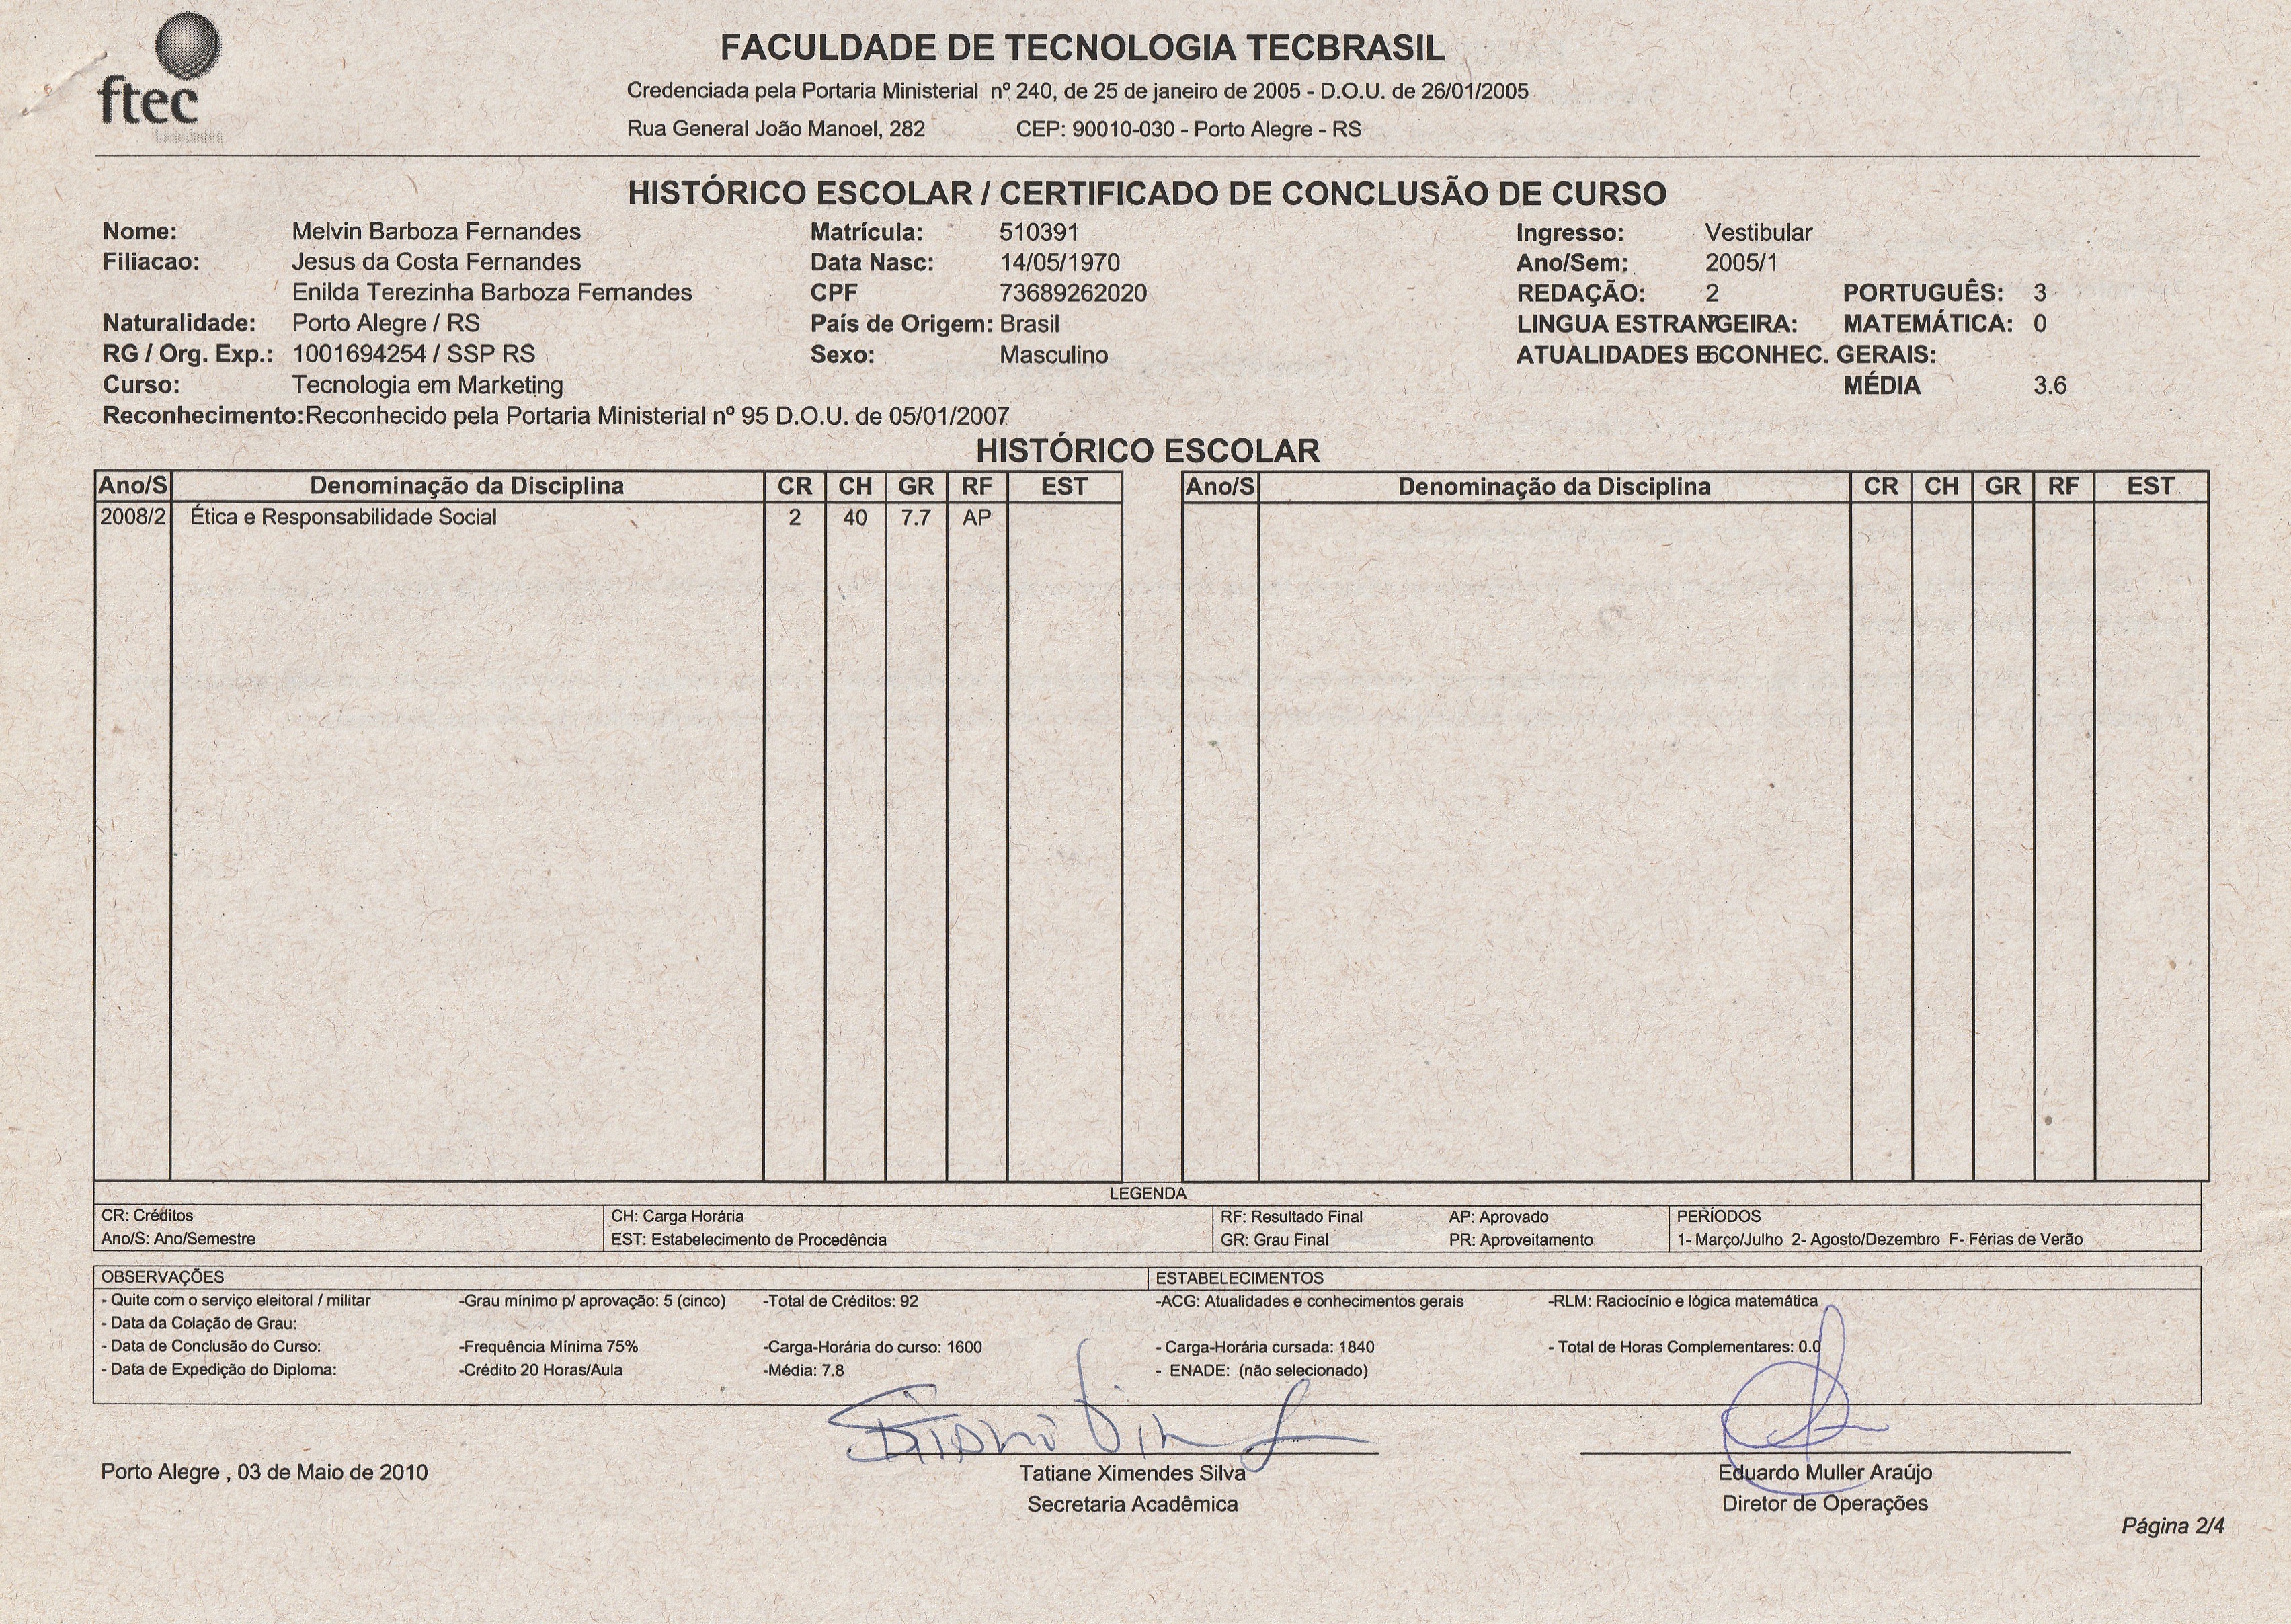 ftec
FACULDADE DE TECNOLOGIA TECBRASIL
Credenciada pela Portaria Ministerial nº 240, de 25 de janeiro de 2005 - D.O.U. de 26/01/2005
Rua General João Manoel, 282 CEP: 90010-030 - Porto Alegre - RS
HISTÓRICO ESCOLAR / CERTIFICADO DE CONCLUSÃO DE CURSO
Nome: Melvin Barboza Fernandes Matrícula: 510391 Ingresso: Vestibular
Filiacao: Jesus da Costa Fernandes Data Nasc: 14/05/1970 Ano/Sem: 2005/1
Enilda Terezinha Barboza Fernandes CPF 73689262020 REDAÇÃO: 2 PORTUGUÊS: 3
Naturalidade: Porto Alegre / RS País de Origem: Brasil LINGUA ESTRANGEIRA: MATEMÁTICA: 0
RG / Org. Exp.: 1001694254 / SSP RS Sexo: Masculino ATUALIDADES E CONHEC. GERAIS: 6
Curso: Tecnologia em Marketing MÉDIA 3.6
Reconhecimento: Reconhecido pela Portaria Ministerial nº 95 D.O.U. de 05/01/2007
HISTÓRICO ESCOLAR
Ano/S Denominação da Disciplina CR CH GR RF EST Ano/S Denominação da Disciplina CR CH GR RF EST
2008/2 Ética e Responsabilidade Social 2 40 7.7 AP
LEGENDA
CR: Créditos CH: Carga Horária RF: Resultado Final AP: Aprovado PERÍODOS
Ano/S: Ano/Semestre EST: Estabelecimento de Procedência GR: Grau Final PR: Aproveitamento 1- Março/Julho 2- Agosto/Dezembro F- Férias de Verão
OBSERVAÇÕES ESTABELECIMENTOS
- Quite com o serviço eleitoral / militar -Grau mínimo p/ aprovação: 5 (cinco) -Total de Créditos: 92 -ACG: Atualidades e conhecimentos gerais -RLM: Raciocínio e lógica matemática
- Data da Colação de Grau:
- Data de Conclusão do Curso: -Frequência Mínima 75% -Carga-Horária do curso: 1600 - Carga-Horária cursada: 1840 - Total de Horas Complementares: 0.0
- Data de Expedição do Diploma: -Crédito 20 Horas/Aula -Média: 7.8 - ENADE: (não selecionado)
Porto Alegre , 03 de Maio de 2010 Tatiane Ximendes Silva Eduardo Muller Araújo
Secretaria Acadêmica Diretor de Operações
Página 2/4